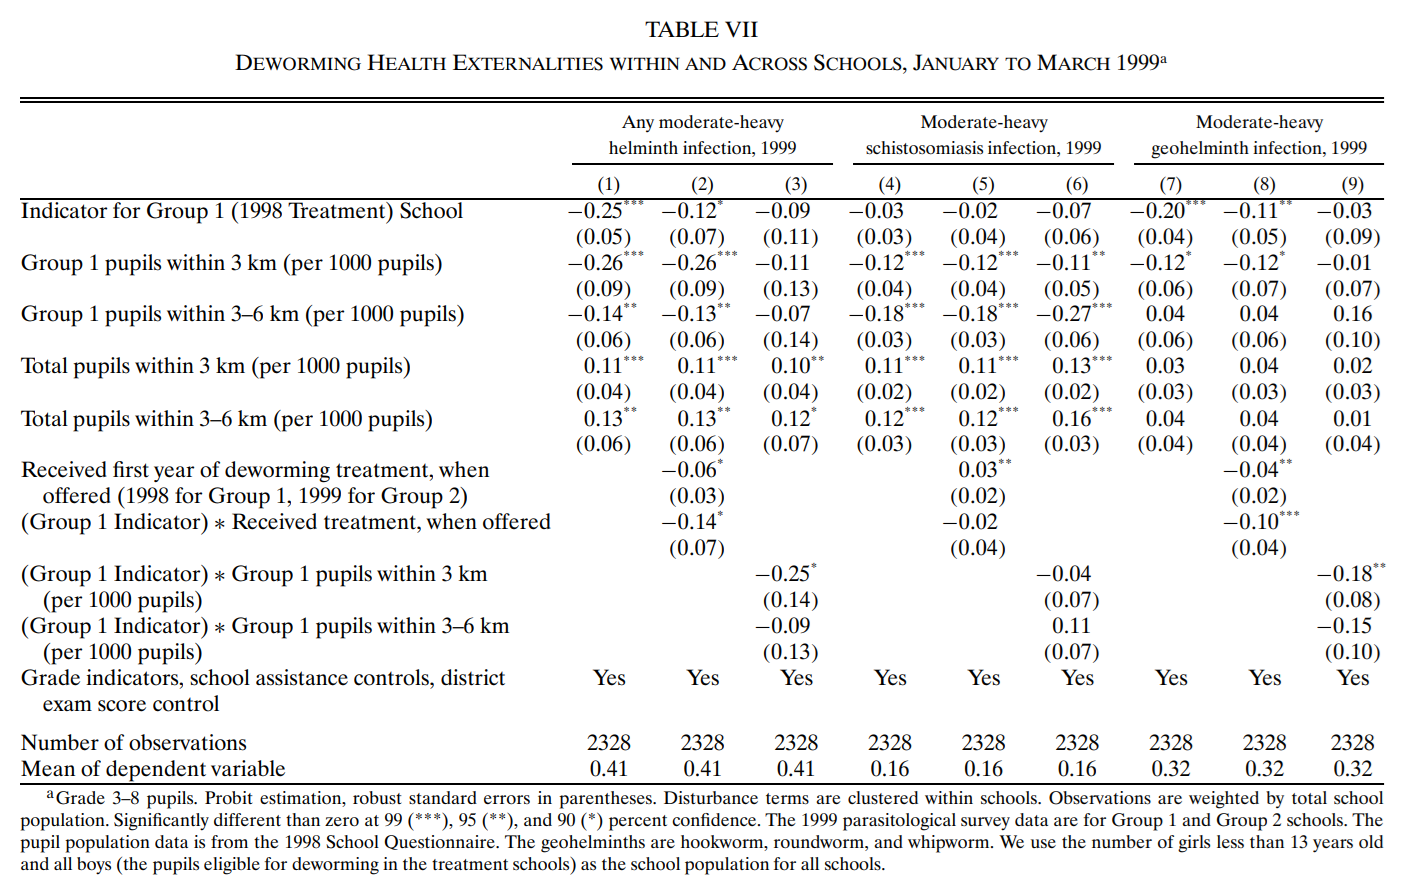 TABLE VII
DEWORMING HEALTH EXTERNALITIES WITHIN AND ACROSS SCHOOLS, JANUARY TO MARCH 1999a
Any moderate-heavy helminth infection, 1999 Moderate-heavy schistosomiasis infection, 1999 Moderate-heavy geohelminth infection, 1999
(1) (2) (3) (4) (5) (6) (7) (8) (9)
Indicator for Group 1 (1998 Treatment) School −0.25*** −0.12* −0.09 −0.03 −0.02 −0.07 −0.20*** −0.11** −0.03
(0.05) (0.07) (0.11) (0.03) (0.04) (0.06) (0.04) (0.05) (0.09)
Group 1 pupils within 3 km (per 1000 pupils) −0.26*** −0.26*** −0.11 −0.12*** −0.12*** −0.11** −0.12* −0.12* −0.01
(0.09) (0.09) (0.13) (0.04) (0.04) (0.05) (0.06) (0.07) (0.07)
Group 1 pupils within 3–6 km (per 1000 pupils) −0.14** −0.13** −0.07 −0.18*** −0.18*** −0.27*** 0.04 0.04 0.16
(0.06) (0.06) (0.14) (0.03) (0.03) (0.06) (0.06) (0.06) (0.10)
Total pupils within 3 km (per 1000 pupils) 0.11*** 0.11*** 0.10** 0.11*** 0.11*** 0.13*** 0.03 0.04 0.02
(0.04) (0.04) (0.04) (0.02) (0.02) (0.02) (0.03) (0.03) (0.03)
Total pupils within 3–6 km (per 1000 pupils) 0.13** 0.13** 0.12* 0.12*** 0.12*** 0.16*** 0.04 0.04 0.01
(0.06) (0.06) (0.07) (0.03) (0.03) (0.03) (0.04) (0.04) (0.04)
Received first year of deworming treatment, when −0.06* 0.03** −0.04**
offered (1998 for Group 1, 1999 for Group 2) (0.03) (0.02) (0.02)
(Group 1 Indicator) ∗ Received treatment, when offered −0.14* −0.02 −0.10***
(0.07) (0.04) (0.04)
(Group 1 Indicator) ∗ Group 1 pupils within 3 km −0.25* −0.04 −0.18**
(per 1000 pupils) (0.14) (0.07) (0.08)
(Group 1 Indicator) ∗ Group 1 pupils within 3–6 km −0.09 0.11 −0.15
(per 1000 pupils) (0.13) (0.07) (0.10)
Grade indicators, school assistance controls, district Yes Yes Yes Yes Yes Yes Yes Yes Yes
exam score control
Number of observations 2328 2328 2328 2328 2328 2328 2328 2328 2328
Mean of dependent variable 0.41 0.41 0.41 0.16 0.16 0.16 0.32 0.32 0.32
a Grade 3–8 pupils. Probit estimation, robust standard errors in parentheses. Disturbance terms are clustered within schools. Observations are weighted by total school
population. Significantly different than zero at 99 (***), 95 (**), and 90 (*) percent confidence. The 1999 parasitological survey data are for Group 1 and Group 2 schools. The
pupil population data is from the 1998 School Questionnaire. The geohelminths are hookworm, roundworm, and whipworm. We use the number of girls less than 13 years old
and all boys (the pupils eligible for deworming in the treatment schools) as the school population for all schools.